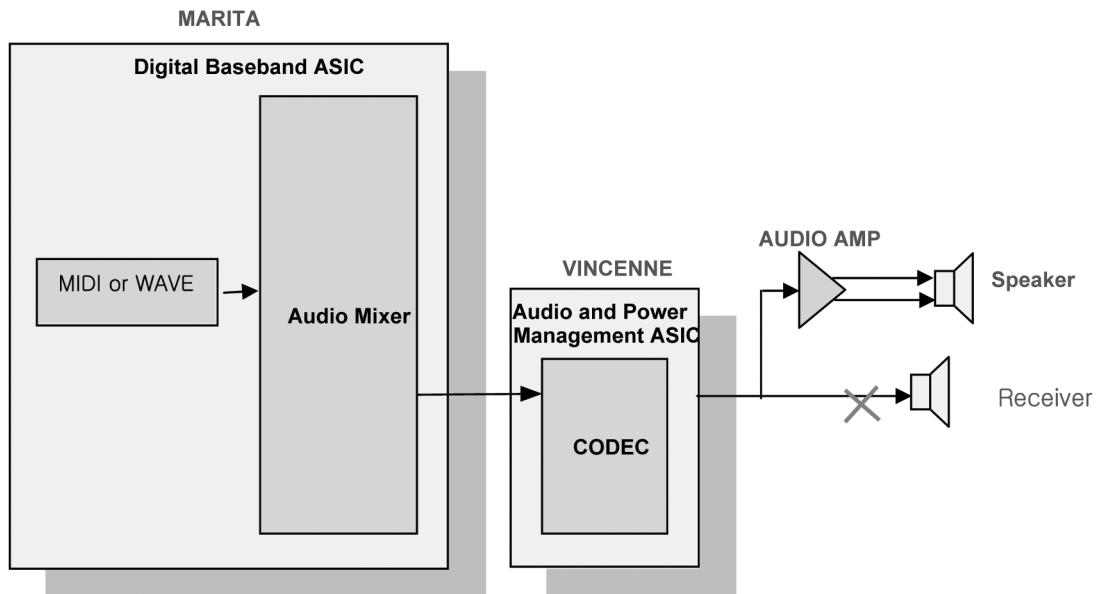 MARITA
Digital Baseband ASIC
MIDI or WAVE
Audio Mixer
VINCENNE
Audio and Power
Management ASIC
CODEC
AUDIO AMP
Speaker
Receiver